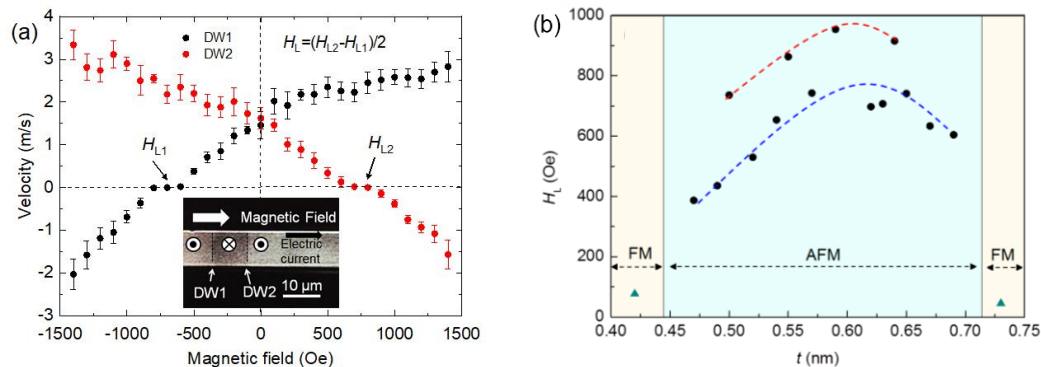 (a)
DW1
DW2
H_L=(H_L2-H_L1)/2
4
3
2
1
0
-1
-2
-3
Velocity (m/s)
H_L1
H_L2
Magnetic Field
Electric
current
DW1
DW2
10 μm
-1500
-1000
-500
0
500
1000
1500
Magnetic field (Oe)
(b)
1000
800
600
400
200
0
H_L (Oe)
FM
AFM
FM
0.40
0.45
0.50
0.55
0.60
0.65
0.70
0.75
t (nm)